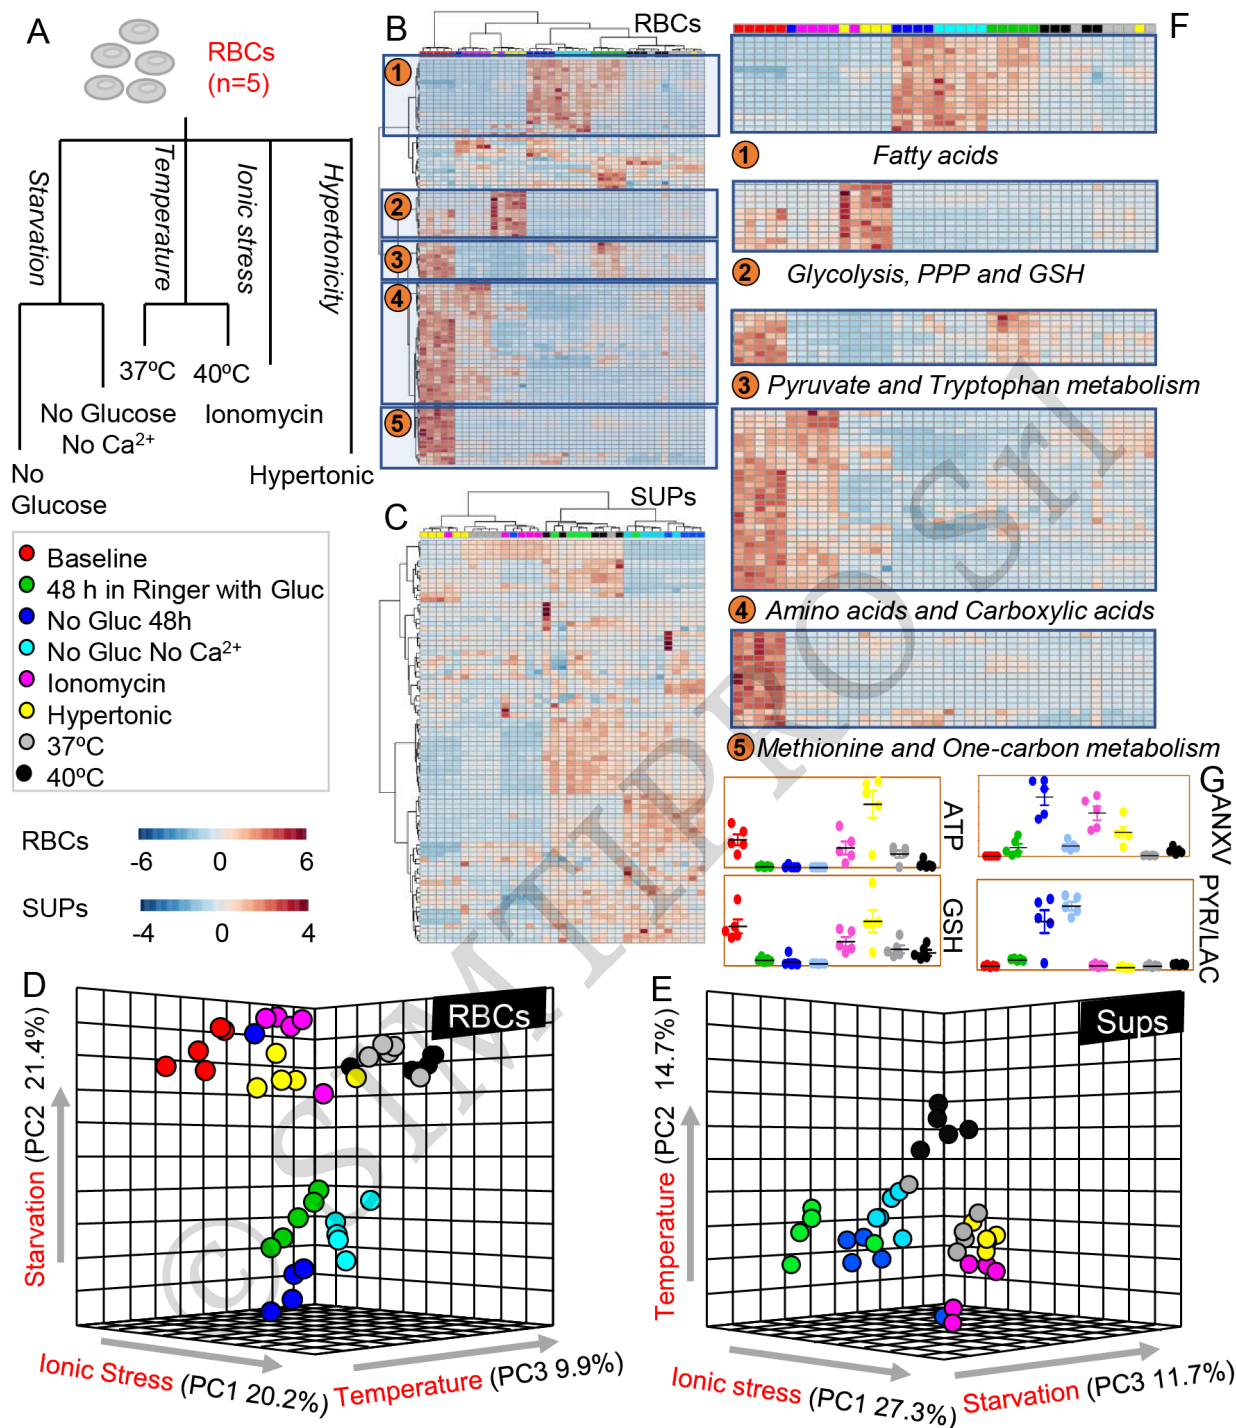 A
RBCs
(n=5)
Starvation
Temperature
Ionic stress
Hypertonicity
37ºC
40ºC
No Glucose
No Ca2+
Ionomycin
No
Glucose
Hypertonic
Baseline
48 h in Ringer with Gluc
No Gluc 48h
No Gluc No Ca2+
Ionomycin
Hypertonic
37ºC
40ºC
RBCs
-6
0
6
SUPs
-4
0
4
B
RBCs
1
2
3
4
5
C
SUPs
F
1 Fatty acids
2 Glycolysis, PPP and GSH
3 Pyruvate and Tryptophan metabolism
4 Amino acids and Carboxylic acids
5 Methionine and One-carbon metabolism
G
ATP
ANXV
GSH
PYR/LAC
D
RBCs
Starvation (PC2 21.4%)
Ionic Stress (PC1 20.2%)
Temperature (PC3 9.9%)
E
Sups
Temperature (PC2 14.7%)
Ionic stress (PC1 27.3%)
Starvation (PC3 11.7%)
© SIMTIPRO Srl